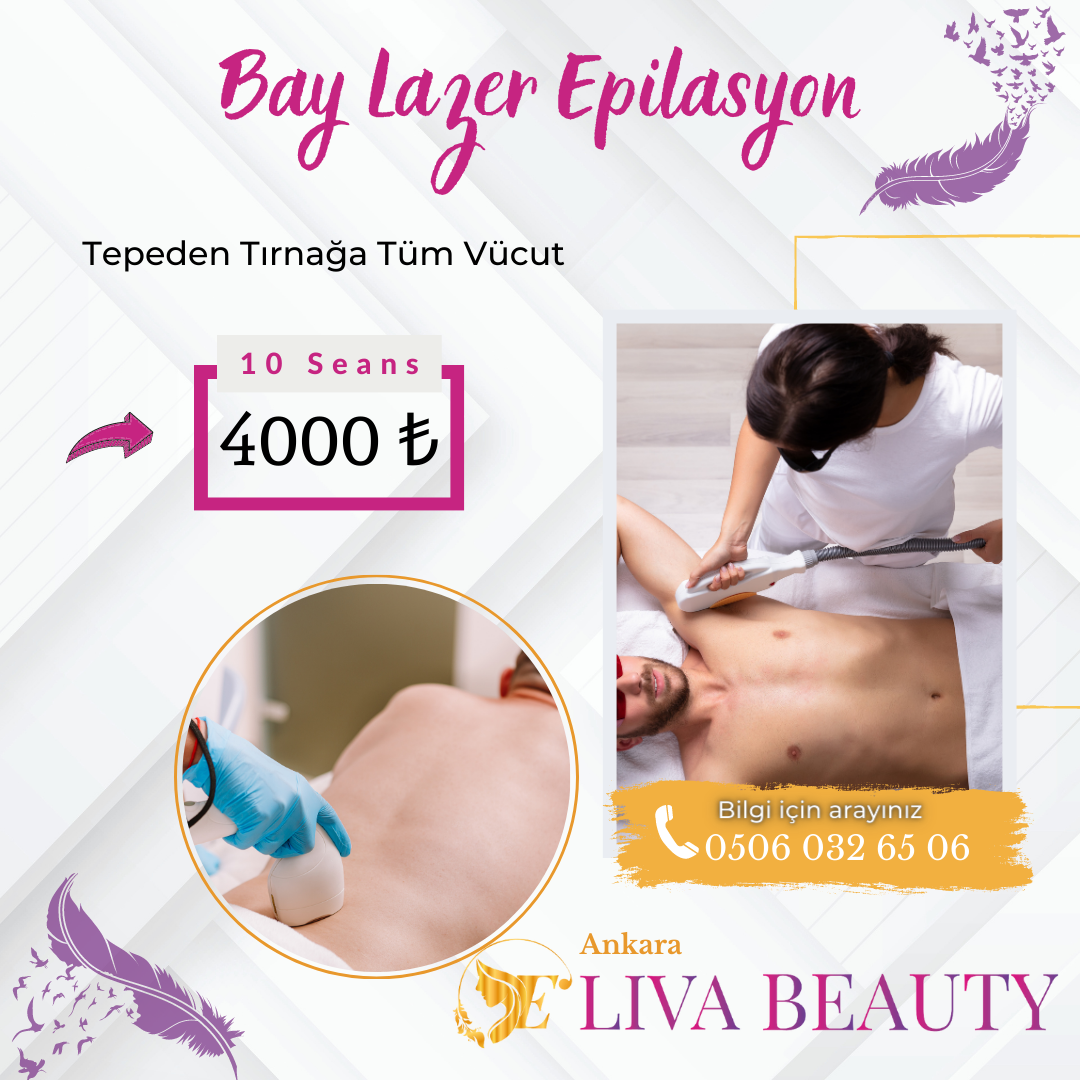 Bay Lazer Epilasyon
Tepeden Tırnağa Tüm Vücut
10 Seans
4000 ₺
Bilgi için arayınız
0506 032 65 06
Ankara
E' LIVA BEAUTY